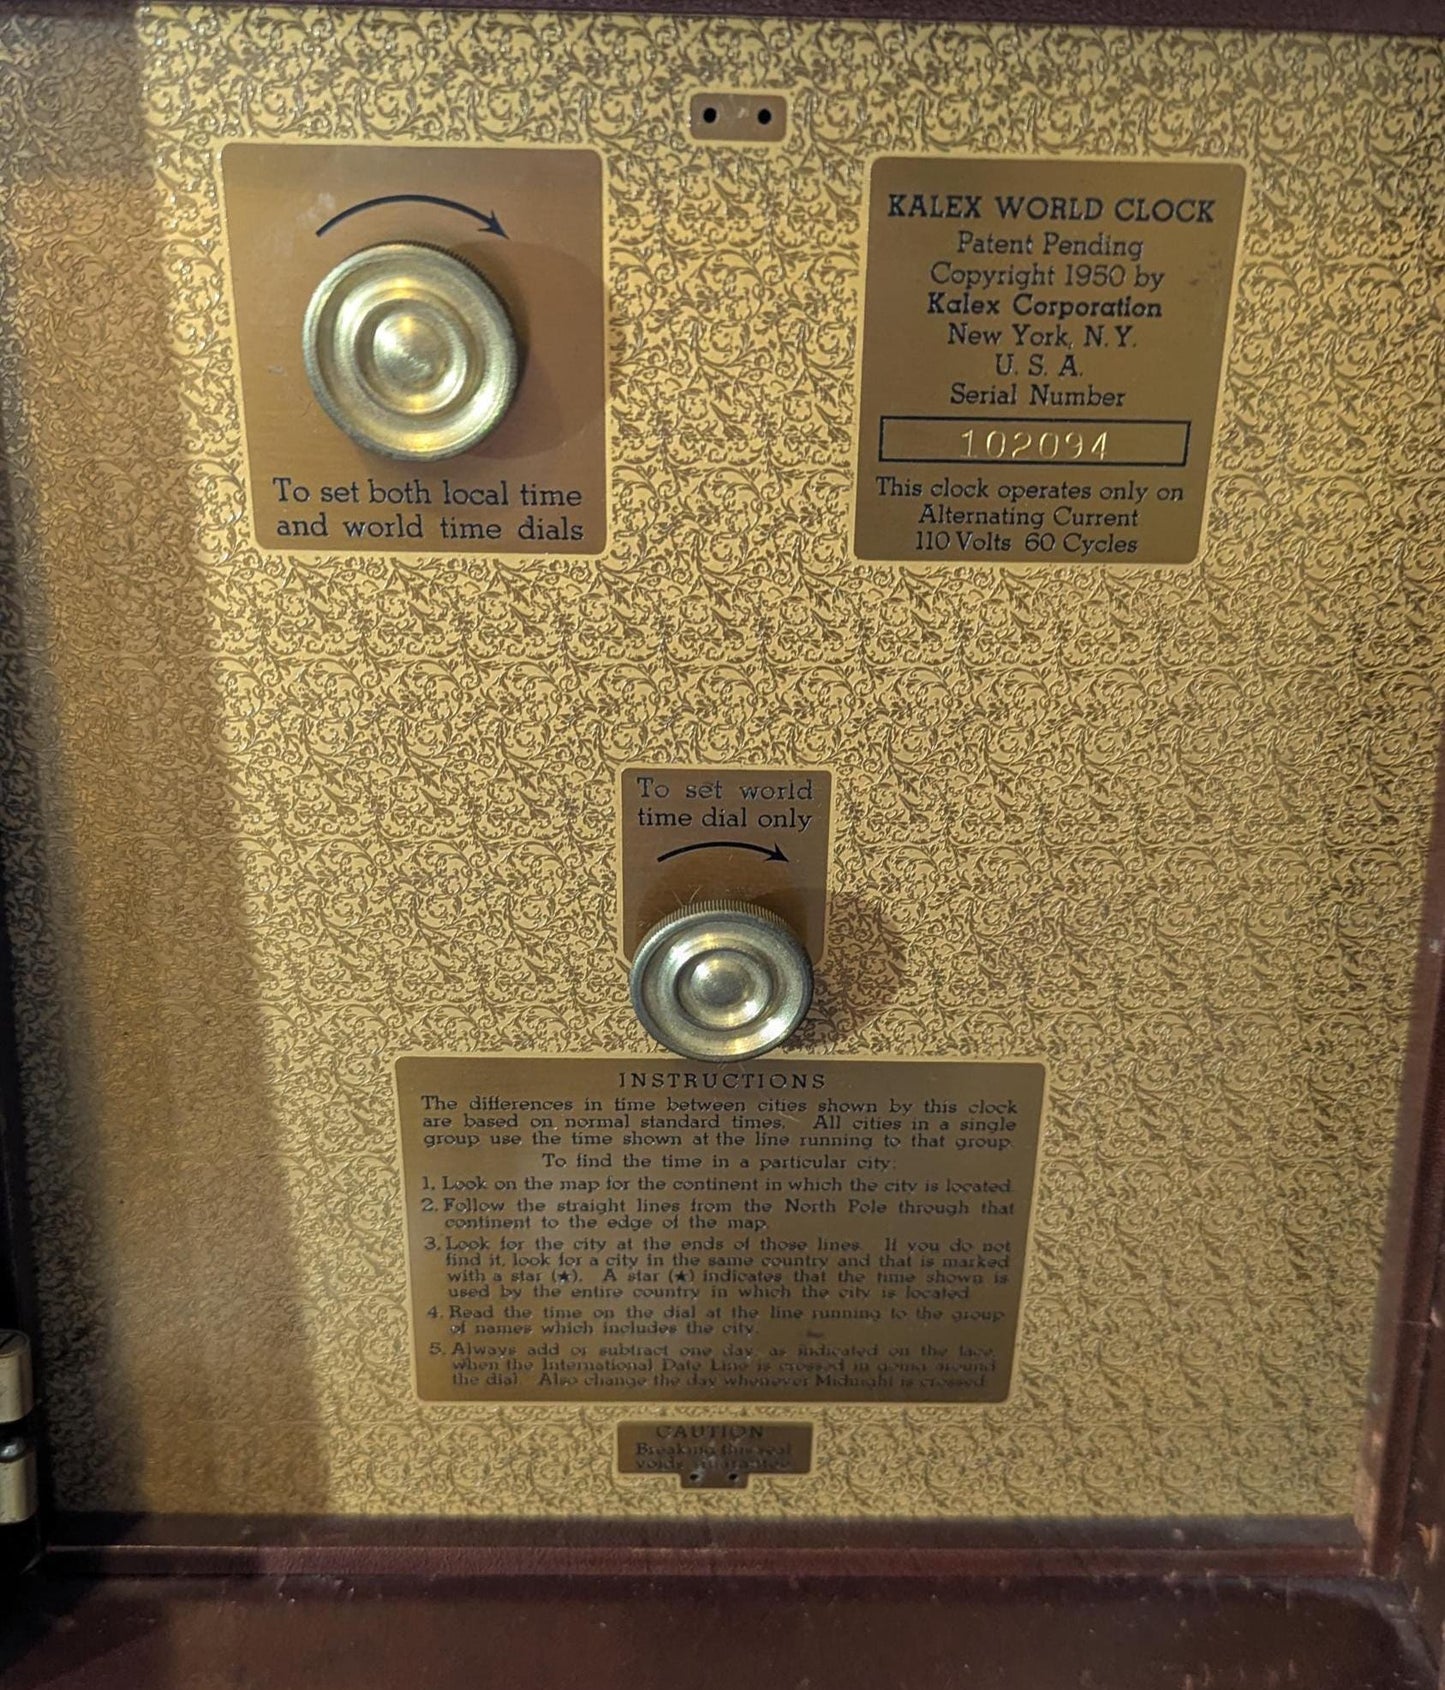 To set both local time
and world time dials
KALEX WORLD CLOCK
Patent Pending
Copyright 1950 by
Kalex Corporation
New York, N. Y.
U. S. A.
Serial Number
102094
This clock operates only on
Alternating Current
110 Volts 60 Cycles
To set world
time dial only
INSTRUCTIONS
The differences in time between cities shown by this clock
are based on normal standard times. All cities in a single
group use the time shown at the line running to that group.
To find the time in a particular city:
1. Look on the map for the continent in which the city is located.
2. Follow the straight lines from the North Pole through that
continent to the edge of the map.
3. Look for the city at the ends of those lines. If you do not
find it, look for a city in the same country and that is marked
with a star (★). A star (★) indicates that the time shown is
used by the entire country in which the city is located.
4. Read the time on the dial at the line running to the group
of names which includes the city.
5. Always add or subtract one day, as indicated on the face,
when the International Date Line is crossed in going around
the dial. Also change the day whenever Midnight is crossed.
CAUTION
Breaking this seal
voids guarantee